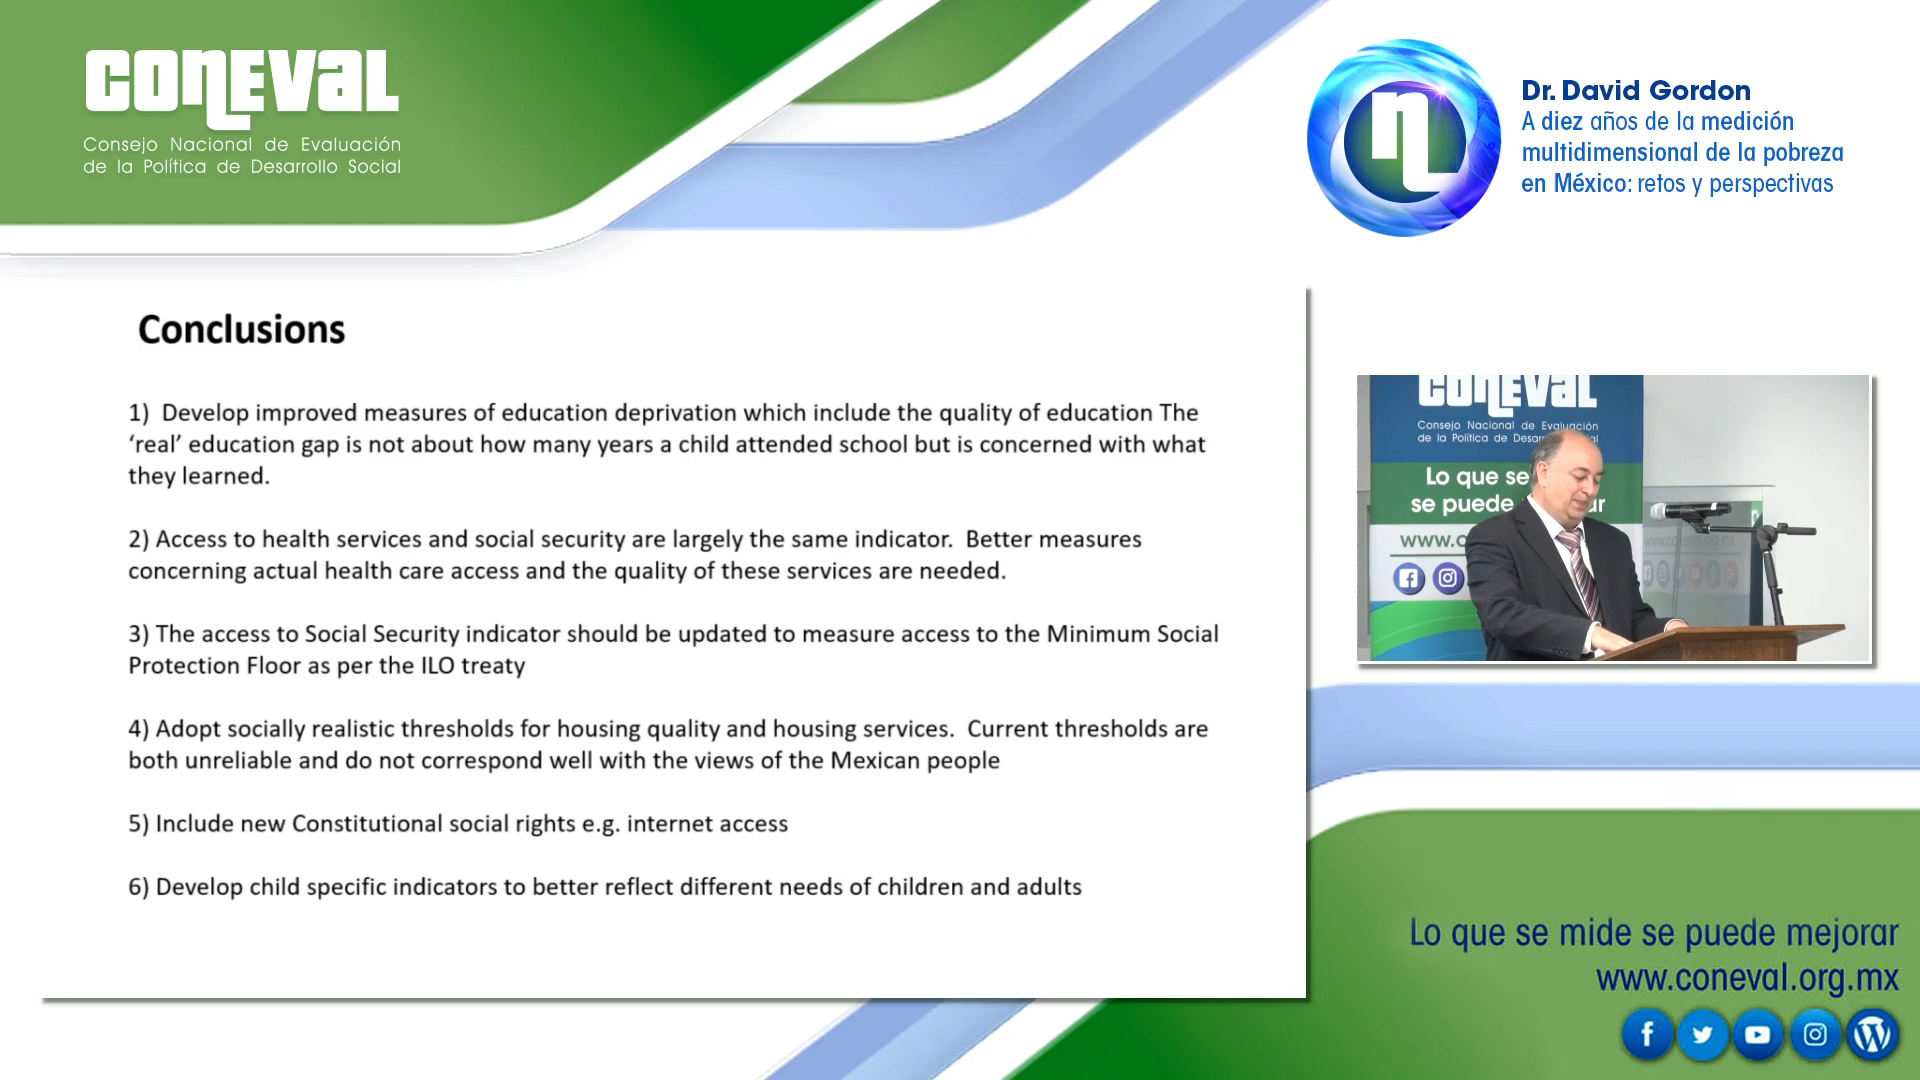 CONEVAL
Consejo Nacional de Evaluación
de la Política de Desarrollo Social
Dr. David Gordon
A diez años de la medición
multidimensional de la pobreza
en México: retos y perspectivas
Conclusions
1)  Develop improved measures of education deprivation which include the quality of education The
‘real’ education gap is not about how many years a child attended school but is concerned with what
they learned.
2) Access to health services and social security are largely the same indicator.  Better measures
concerning actual health care access and the quality of these services are needed.
3) The access to Social Security indicator should be updated to measure access to the Minimum Social
Protection Floor as per the ILO treaty
4) Adopt socially realistic thresholds for housing quality and housing services.  Current thresholds are
both unreliable and do not correspond well with the views of the Mexican people
5) Include new Constitutional social rights e.g. internet access
6) Develop child specific indicators to better reflect different needs of children and adults
CONEVAL
Consejo Nacional de Evaluación
de la Política de
Lo que se
se puede
www.
Lo que se mide se puede mejorar
www.coneval.org.mx